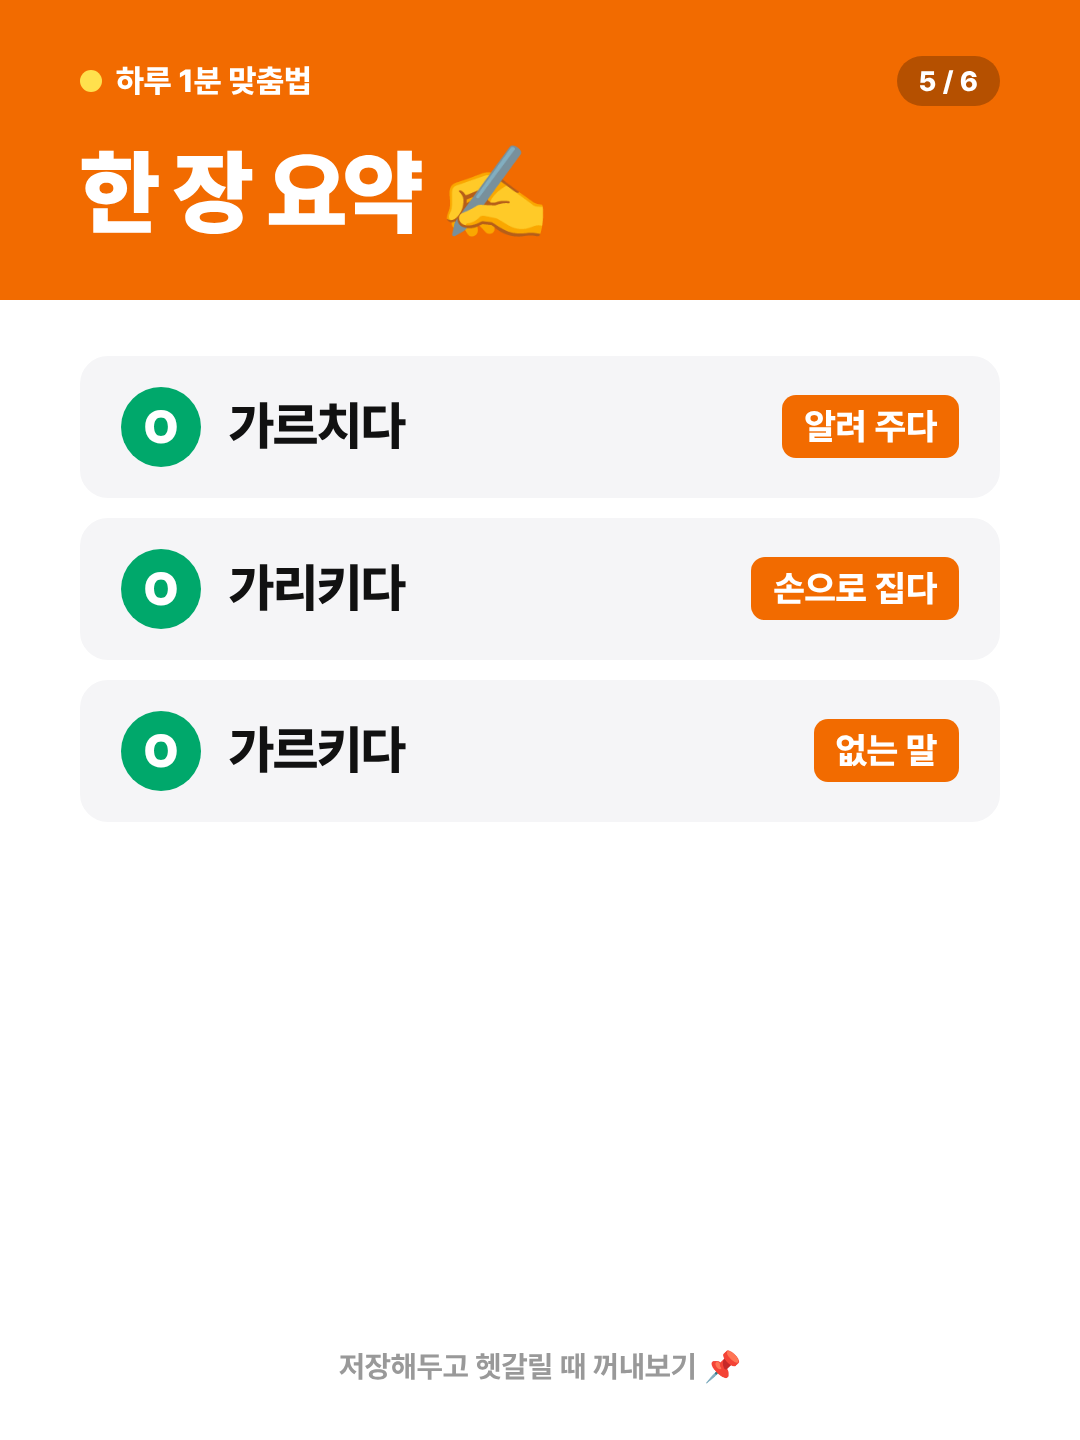 하루 1분 맞춤법
5 / 6
한 장 요약 ✍️
O 가르치다 알려 주다
O 가리키다 손으로 집다
O 가르키다 없는 말
저장해두고 헷갈릴 때 꺼내보기 📌